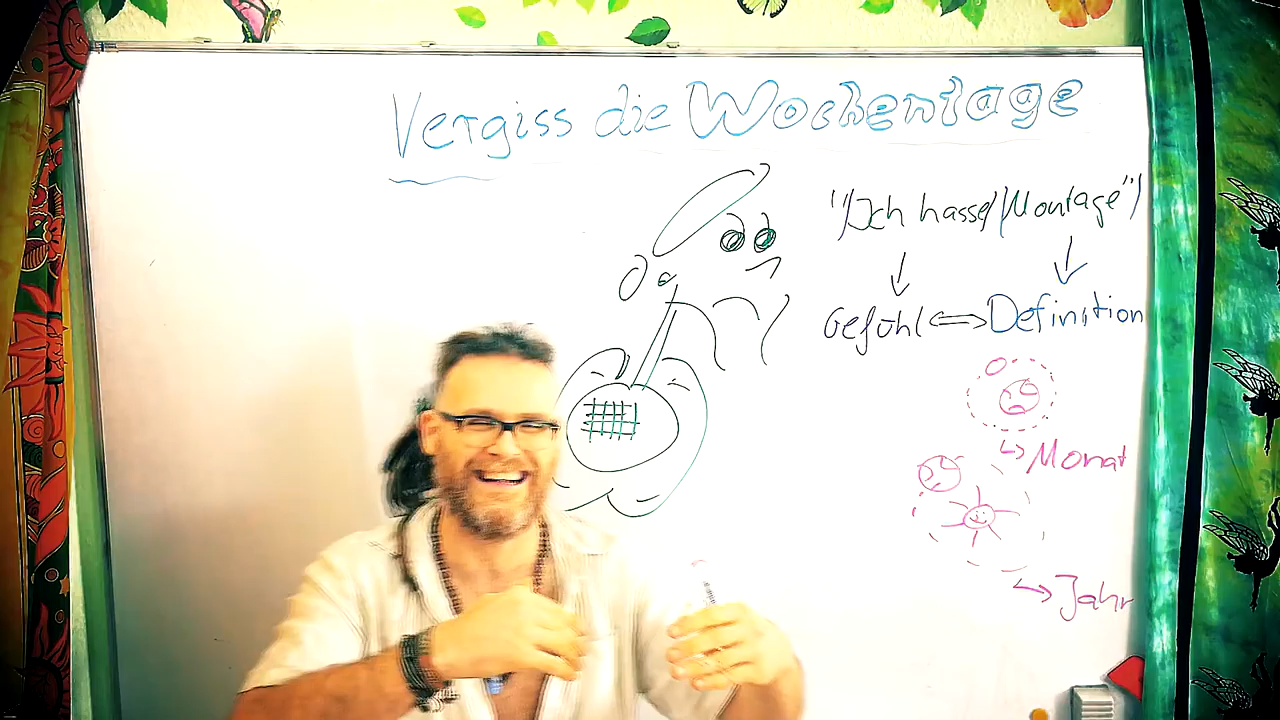 Vergiss die Wochentage
"/Ich hasse/ /Montage"/
Gefühl <=> Definition
↳ Monat
↳ Jahr